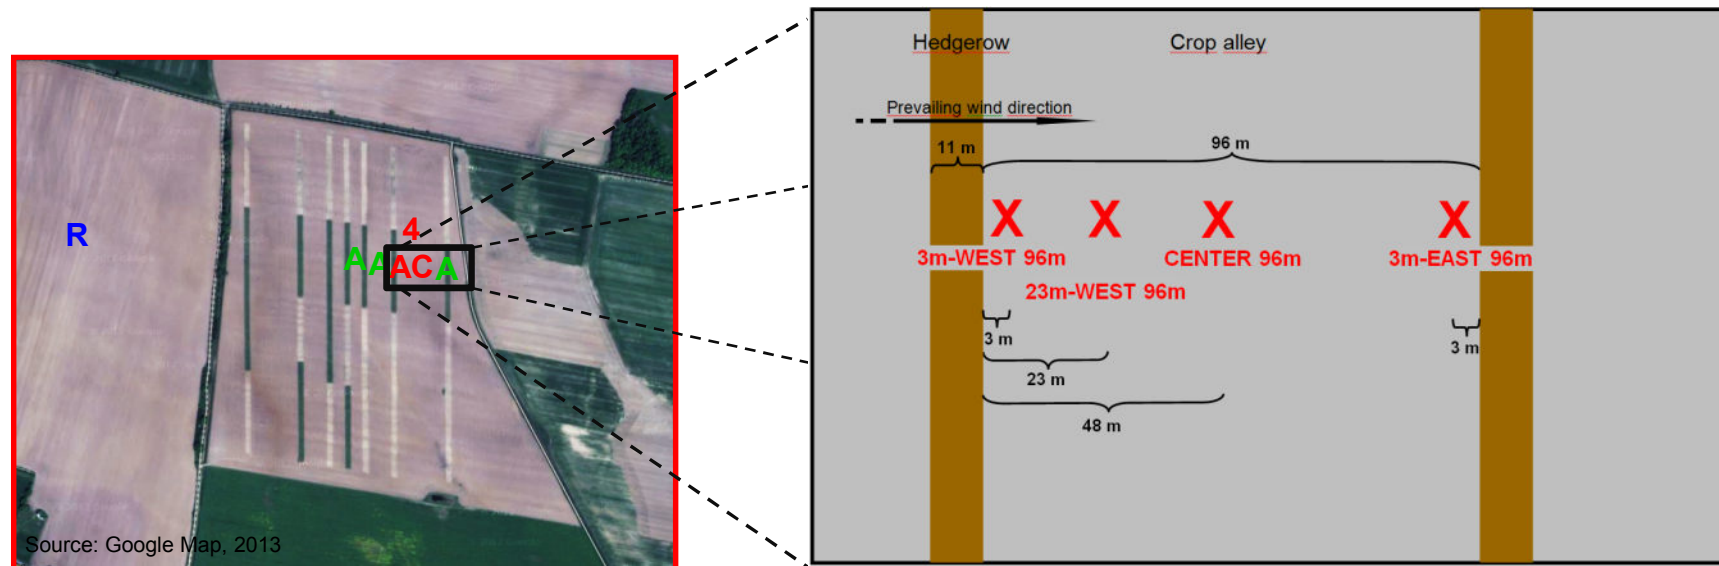 R
4
A
A
AC
A
Source: Google Map, 2013
Hedgerow
Crop alley
Prevailing wind direction
11 m
96 m
X
X
X
X
3m-WEST 96m
CENTER 96m
3m-EAST 96m
23m-WEST 96m
3 m
3 m
23 m
48 m